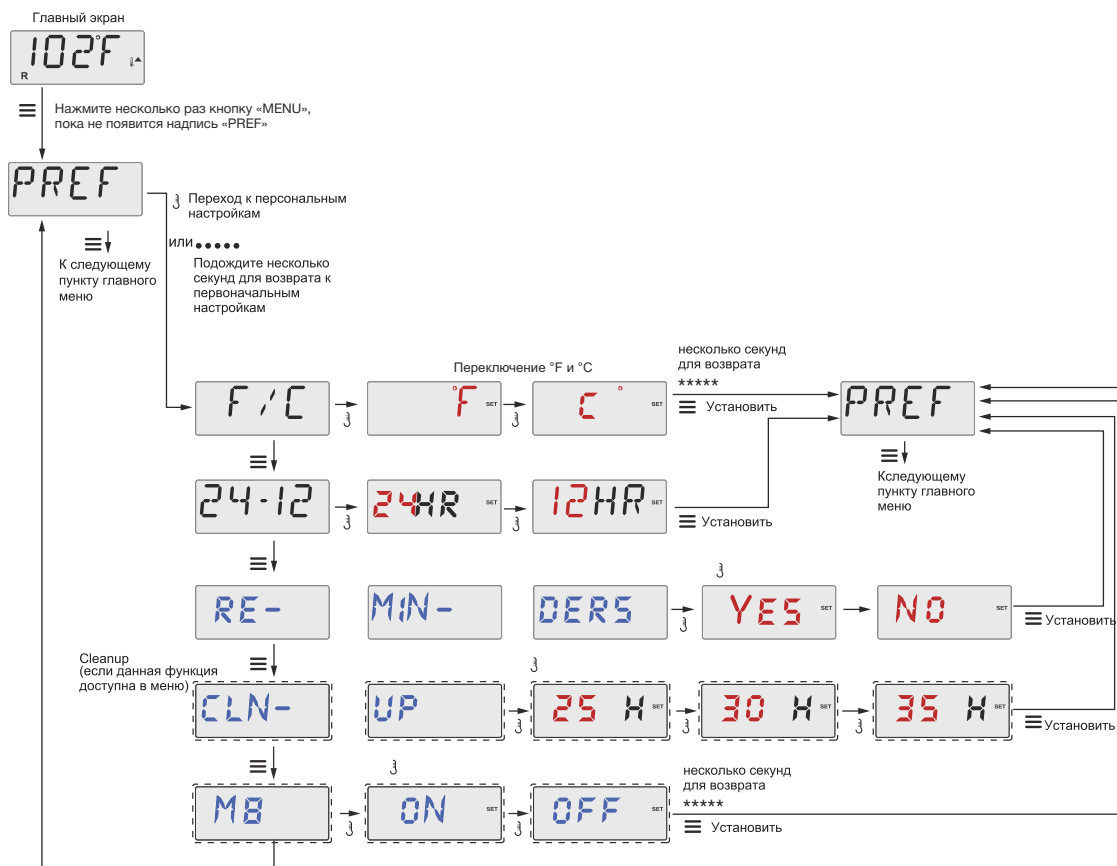 Главный экран
102°F
R
Нажмите несколько раз кнопку «MENU»,
пока не появится надпись «PREF»
PREF
Переход к персональным
настройкам
или •••••
К следующему
пункту главного
меню
Подождите несколько
секунд для возврата к
первоначальным
настройкам
Переключение °F и °C
несколько секунд
для возврата
*****
F/C
°F SET
C° SET
Установить
PREF
Кследующему
пункту главного
меню
24-12
24HR SET
12HR SET
Установить
RE-
MIN-
DERS
YES SET
NO SET
Установить
Cleanup
(если данная функция
доступна в меню)
CLN-
UP
25 H SET
30 H SET
35 H SET
Установить
M8
ON SET
OFF SET
несколько секунд
для возврата
*****
Установить